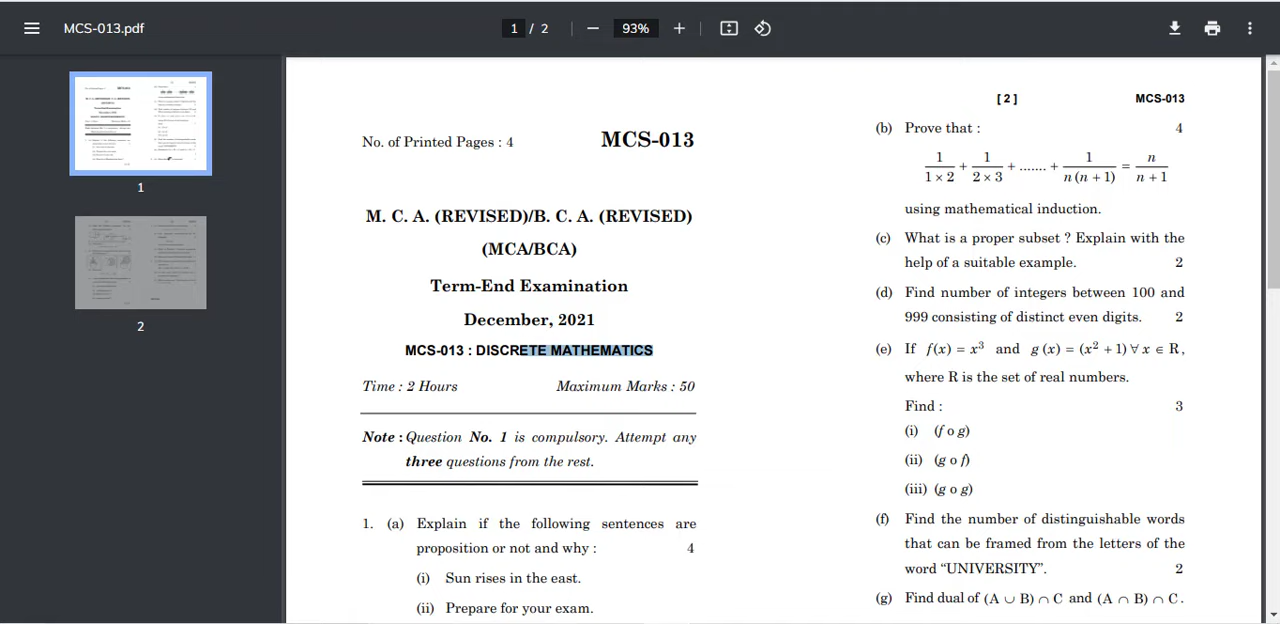 MCS-013.pdf
1 / 2
93%
1
2
No. of Printed Pages : 4 MCS-013
M. C. A. (REVISED)/B. C. A. (REVISED)
(MCA/BCA)
Term-End Examination
December, 2021
MCS-013 : DISCRETE MATHEMATICS
Time : 2 Hours Maximum Marks : 50
Note : Question No. 1 is compulsory. Attempt any
three questions from the rest.
1. (a) Explain if the following sentences are
proposition or not and why : 4
(i) Sun rises in the east.
(ii) Prepare for your exam.
[ 2 ] MCS-013
(b) Prove that : 4
1/(1 × 2) + 1/(2 × 3) + ....... + 1/(n (n + 1)) = n/(n + 1)
using mathematical induction.
(c) What is a proper subset ? Explain with the
help of a suitable example. 2
(d) Find number of integers between 100 and
999 consisting of distinct even digits. 2
(e) If f(x) = x³ and g (x) = (x² + 1) ∀ x ∈ R,
where R is the set of real numbers.
Find : 3
(i) (f o g)
(ii) (g o f)
(iii) (g o g)
(f) Find the number of distinguishable words
that can be framed from the letters of the
word “UNIVERSITY”. 2
(g) Find dual of (A ∪ B) ∩ C and (A ∩ B) ∩ C.